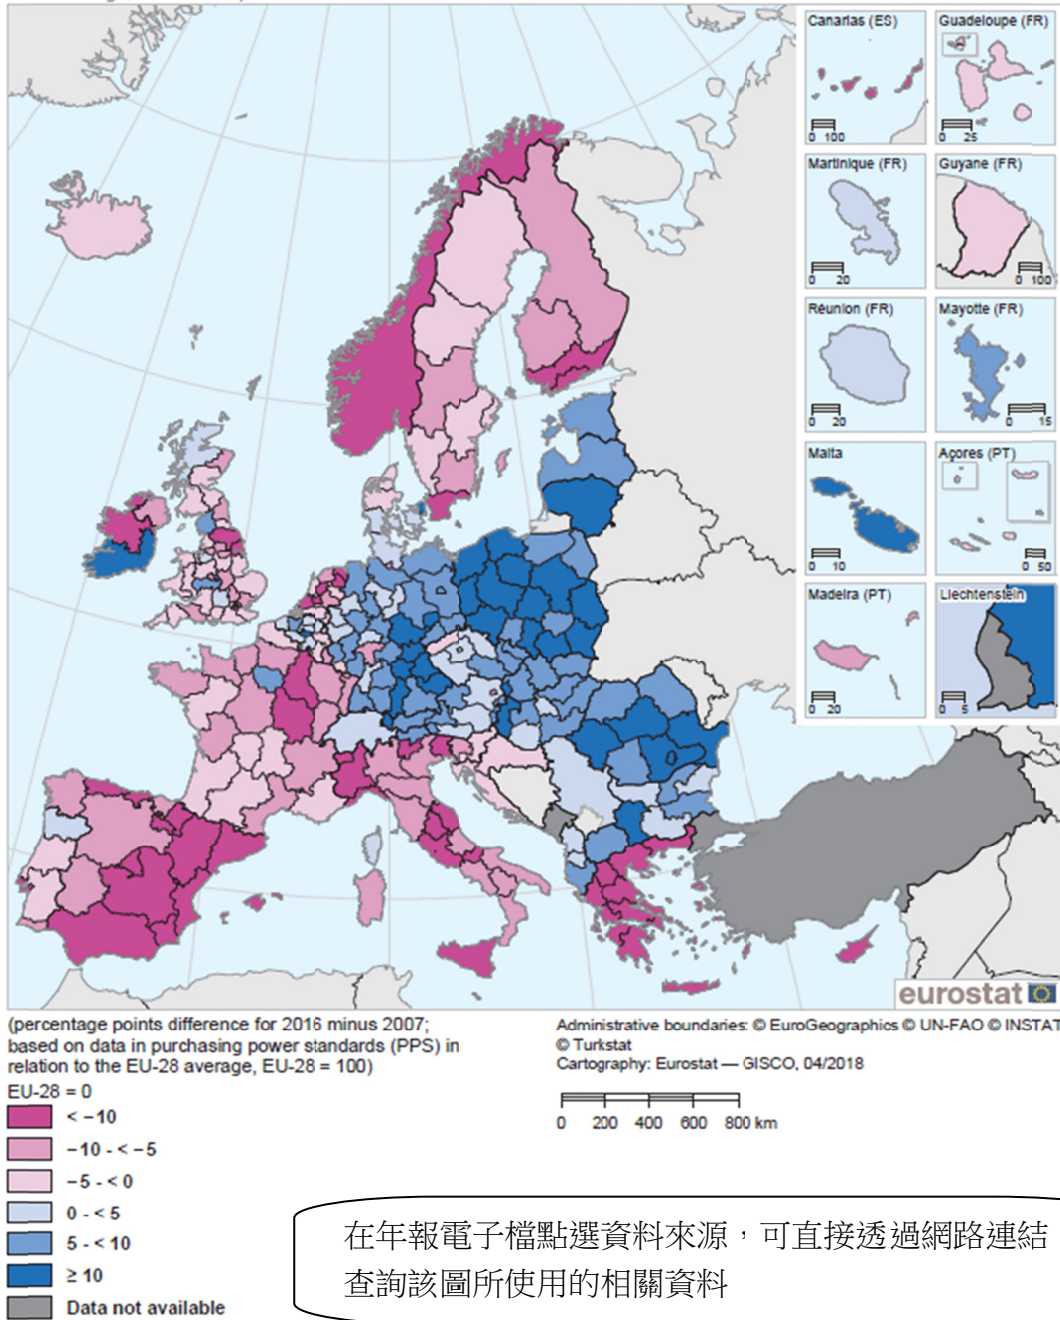 Canarias (ES)
0 100
Guadeloupe (FR)
0 25
Martinique (FR)
0 20
Guyane (FR)
0 100
Réunion (FR)
0 20
Mayotte (FR)
0 15
Malta
0 10
Açores (PT)
0 50
Madeira (PT)
0 20
Liechtenstein
0 5
eurostat
(percentage points difference for 2016 minus 2007;
based on data in purchasing power standards (PPS) in
relation to the EU-28 average, EU-28 = 100)
EU-28 = 0
< −10
−10 - < −5
−5 - < 0
0 - < 5
5 - < 10
≥ 10
Data not available
Administrative boundaries: © EuroGeographics © UN-FAO © INSTAT
© Turkstat
Cartography: Eurostat — GISCO, 04/2018
0 200 400 600 800 km
在年報電子檔點選資料來源，可直接透過網路連結
查詢該圖所使用的相關資料